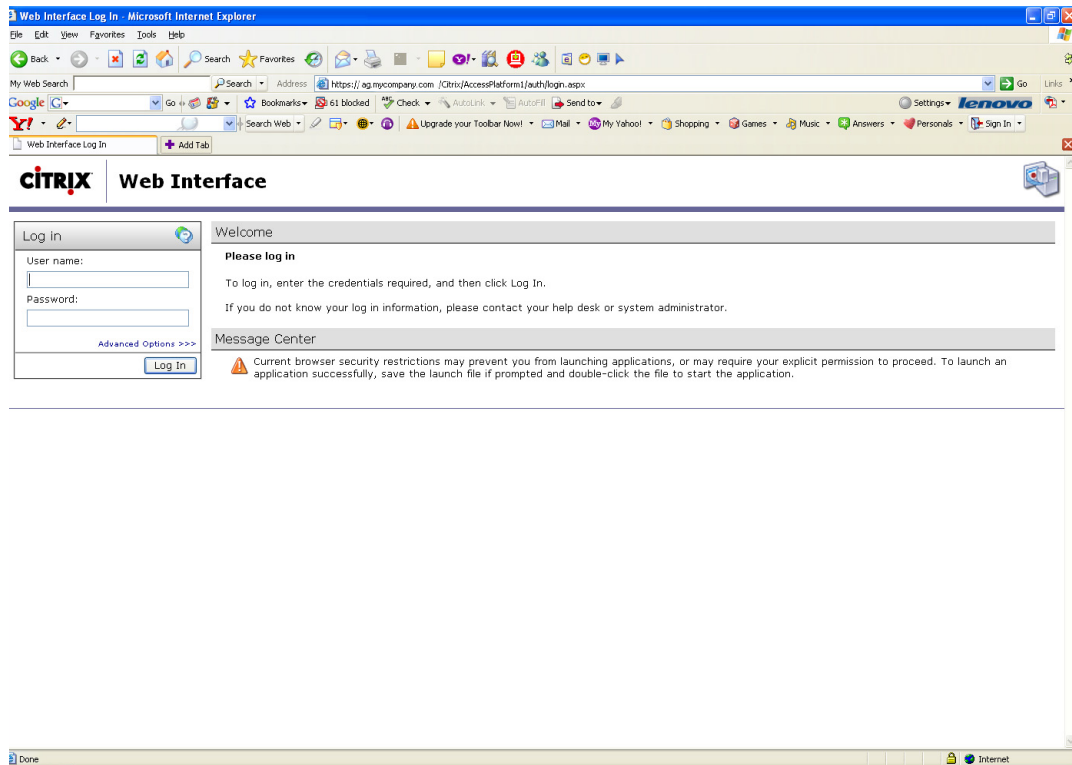 Web Interface Log In - Microsoft Internet Explorer
File Edit View Favorites Tools Help
Back Search Favorites
My Web Search Search Address https://ag.mycompany.com /Citrix/AccessPlatform1/auth/login.aspx Go Links
Google G Go Bookmarks 61 blocked Check AutoLink AutoFill Send to Settings lenovo
Y! Search Web Upgrade your Toolbar Now! Mail My Yahoo! Shopping Games Music Answers Personals Sign In
Web Interface Log In Add Tab
CITRIX Web Interface
Log in
User name:
Password:
Advanced Options >>>
Log In
Welcome
Please log in
To log in, enter the credentials required, and then click Log In.
If you do not know your log in information, please contact your help desk or system administrator.
Message Center
Current browser security restrictions may prevent you from launching applications, or may require your explicit permission to proceed. To launch an
application successfully, save the launch file if prompted and double-click the file to start the application.
Done Internet